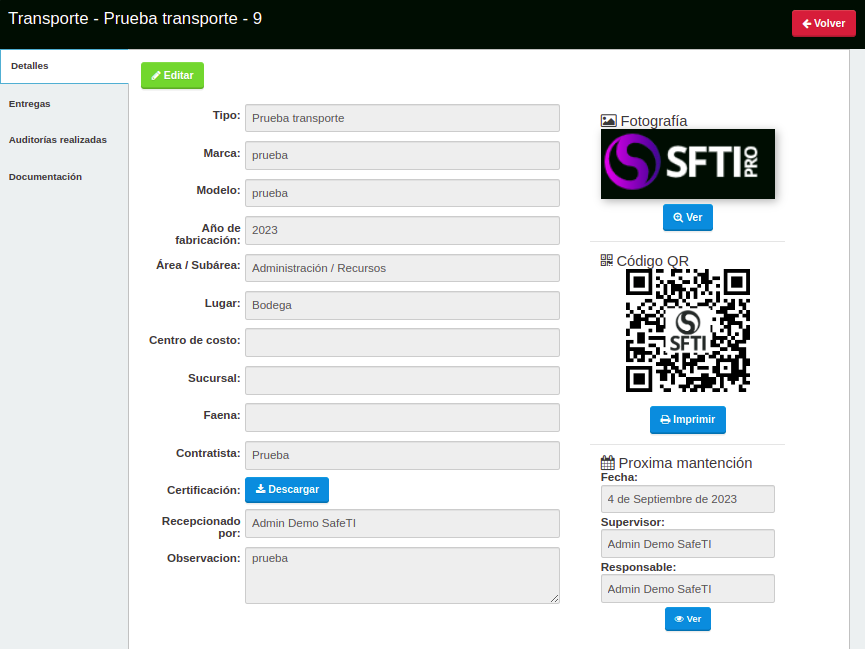 Transporte - Prueba transporte - 9
Volver
Detalles
Entregas
Auditorías realizadas
Documentación
Editar
Tipo: Prueba transporte
Marca: prueba
Modelo: prueba
Año de
fabricación: 2023
Área / Subárea: Administración / Recursos
Lugar: Bodega
Centro de costo:
Sucursal:
Faena:
Contratista: Prueba
Certificación: Descargar
Recepcionado
por: Admin Demo SafeTI
Observacion: prueba
Fotografía
SFTI PRO
Ver
Código QR
SFTI
Imprimir
Proxima mantención
Fecha:
4 de Septiembre de 2023
Supervisor:
Admin Demo SafeTI
Responsable:
Admin Demo SafeTI
Ver